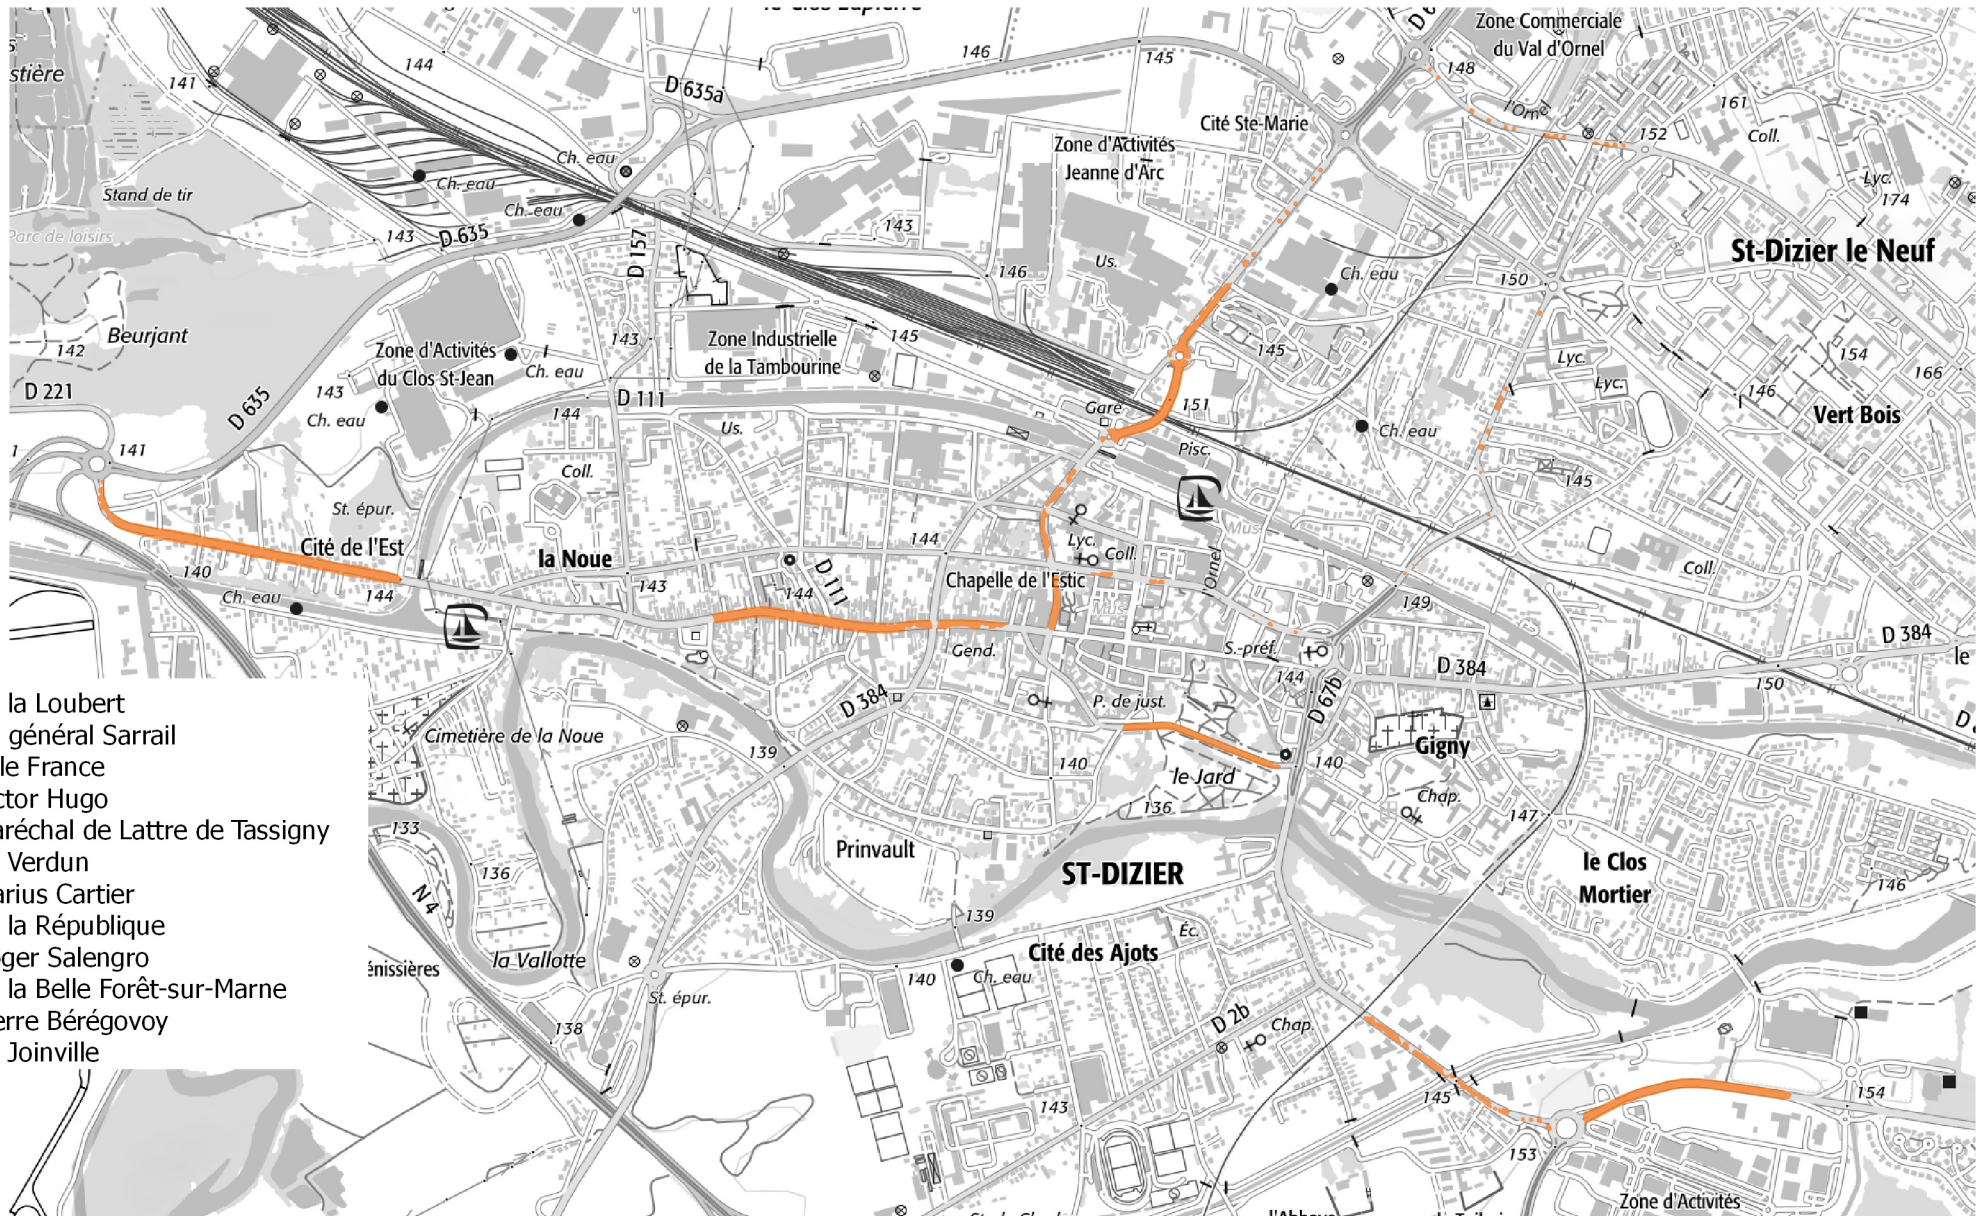 Zone Commerciale
du Val d'Ornel
146
145
144
141
148
D 635a
l'Ornel
161
152
Coll.
Cité Ste-Marie
Zone d'Activités
Jeanne d'Arc
Ch. eau
Ch. eau
Ch. eau
Stand de tir
Parc de loisirs
Lyc.
174
143
D 635
D 157
143
146
Us.
Ch. eau
150
St-Dizier le Neuf
Beurjant
142
Zone d'Activités
du Clos St-Jean
Ch. eau
143
Zone Industrielle
de la Tambourine
145
145
Lyc.
Lyc.
154
146
166
D 221
D 635
143
Ch. eau
144
D 111
Gare
151
Ch. eau
Vert Bois
Us.
141
Coll.
Pisc.
145
St. épur.
Mus
Cité de l'Est
la Noue
144
Lyc.
Coll.
l'Ornel
Coll.
140
Ch. eau
144
143
144
D 111
Chapelle de l'Estic
Mus
149
D 384
le
Gend.
S.-préf.
D 384
144
150
D 67b
D 384
P. de just.
la Loubert
général Sarrail
le France
ctor Hugo
aréchal de Lattre de Tassigny
Verdun
arius Cartier
la République
ger Salengro
la Belle Forêt-sur-Marne
erre Bérégovoy
Joinville
Cimetière de la Noue
139
140
le Jard
140
Gigny
Chap.
136
147
133
136
Prinvault
ST-DIZIER
le Clos
Mortier
146
N 4
139
Éc.
énissières
la Vallotte
Cité des Ajots
140
Ch. eau
St. épur.
138
D 2b
Chap.
143
145
154
153
Zone d'Activités